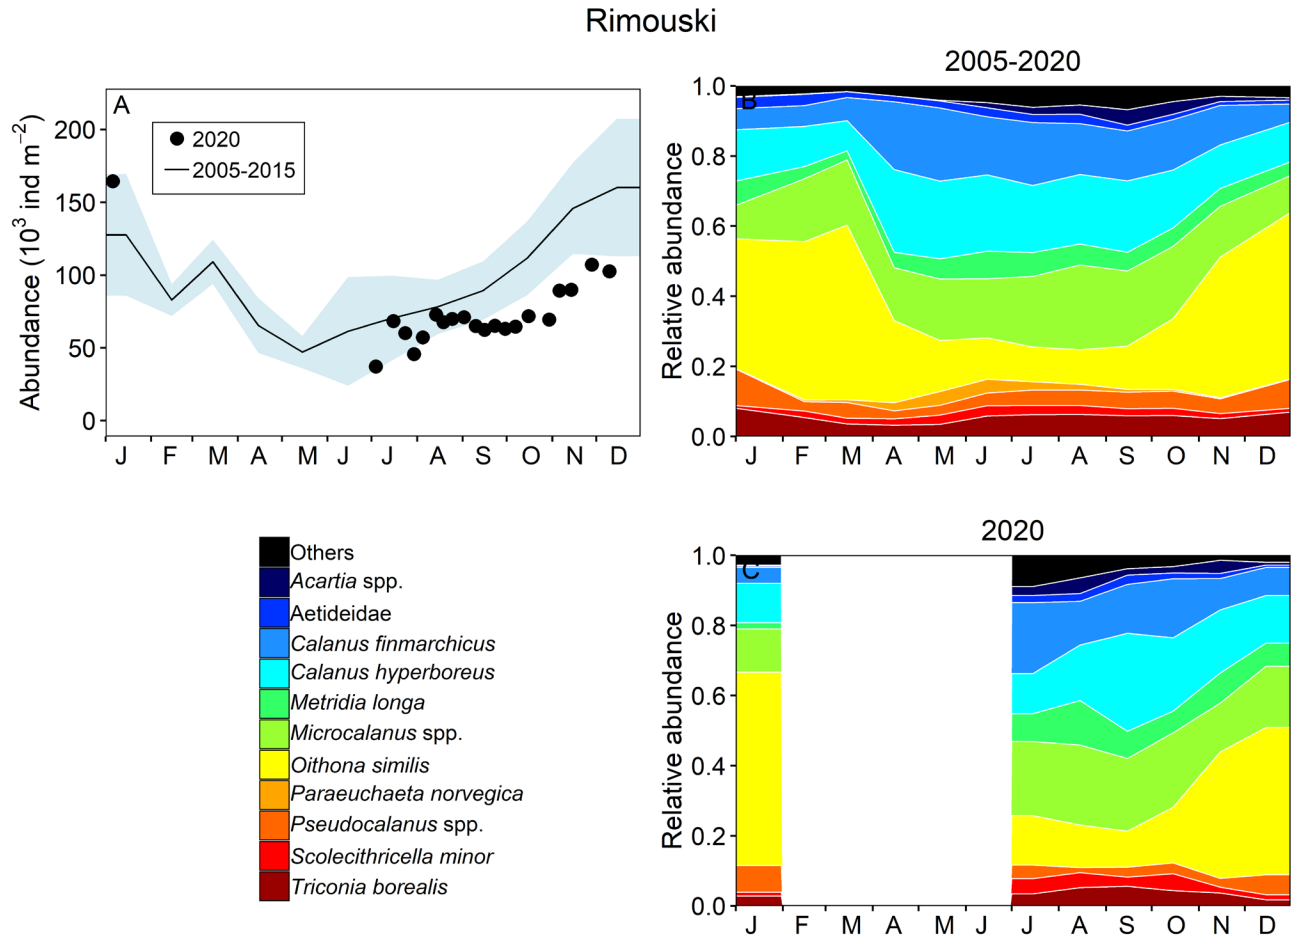 Rimouski
A
Abundance (10³ ind m⁻²)
200
150
100
50
0
2020
2005-2015
J F M A M J J A S O N D
2005-2020
B
Relative abundance
1.0
0.8
0.6
0.4
0.2
0.0
J F M A M J J A S O N D
Others
Acartia spp.
Aetideidae
Calanus finmarchicus
Calanus hyperboreus
Metridia longa
Microcalanus spp.
Oithona similis
Paraeuchaeta norvegica
Pseudocalanus spp.
Scolecithricella minor
Triconia borealis
2020
C
Relative abundance
1.0
0.8
0.6
0.4
0.2
0.0
J F M A M J J A S O N D